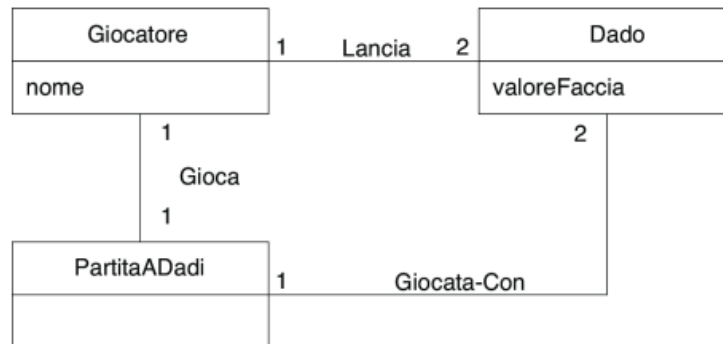 Giocatore
nome
1
Lancia
2
Dado
valoreFaccia
1
Gioca
1
2
PartitaADadi
1
Giocata-Con